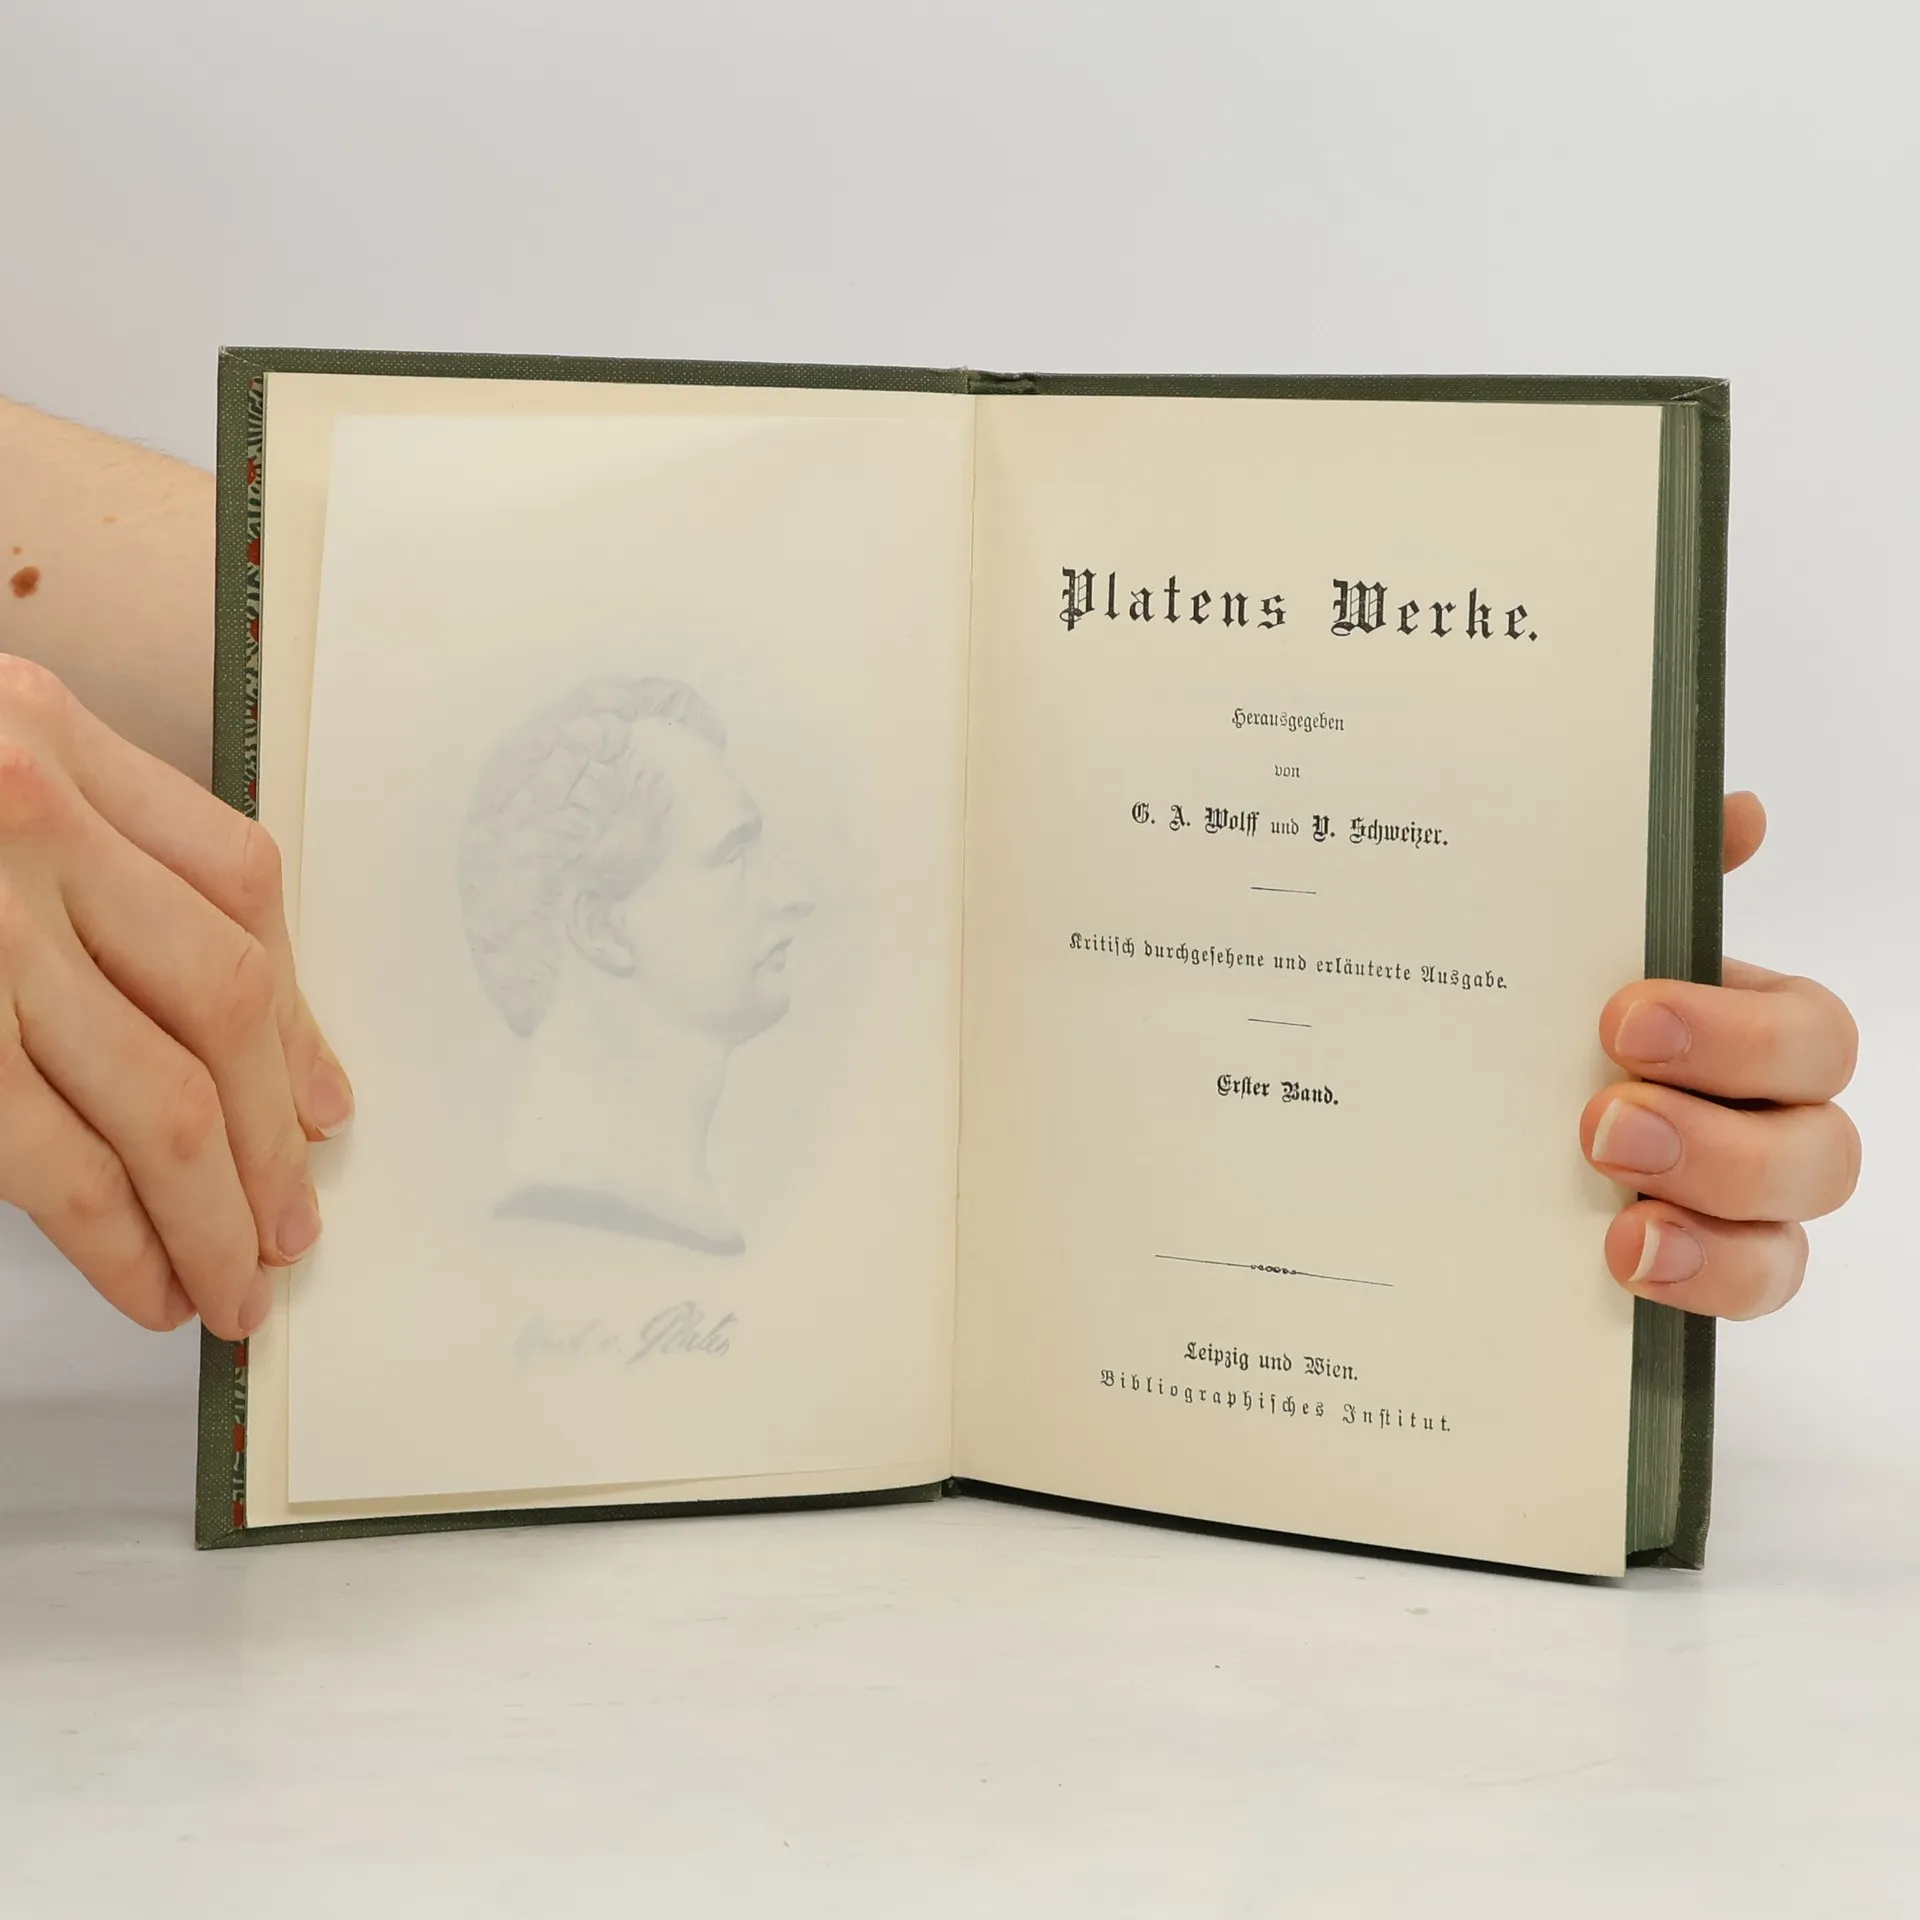 Platen
Platens Werke.
Herausgegeben
von
G. A. Wolff und V. Schweizer.
Kritiſch durchgeſehene und erläuterte Ausgabe.
Erſter Band.
Leipzig und Wien.
Bibliographiſches Inſtitut.